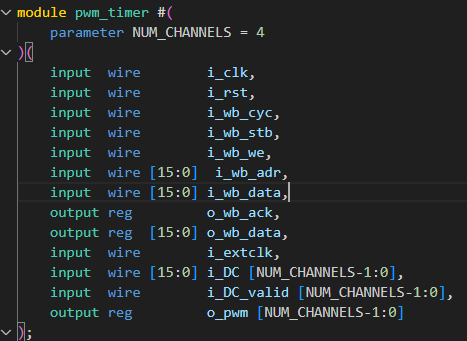 module pwm_timer #(
    parameter NUM_CHANNELS = 4
)(
    input  wire        i_clk,
    input  wire        i_rst,
    input  wire        i_wb_cyc,
    input  wire        i_wb_stb,
    input  wire        i_wb_we,
    input  wire [15:0]  i_wb_adr,
    input  wire [15:0] i_wb_data,
    output reg         o_wb_ack,
    output reg  [15:0] o_wb_data,
    input  wire        i_extclk,
    input  wire [15:0] i_DC [NUM_CHANNELS-1:0],
    input  wire        i_DC_valid [NUM_CHANNELS-1:0],
    output reg         o_pwm [NUM_CHANNELS-1:0]
);